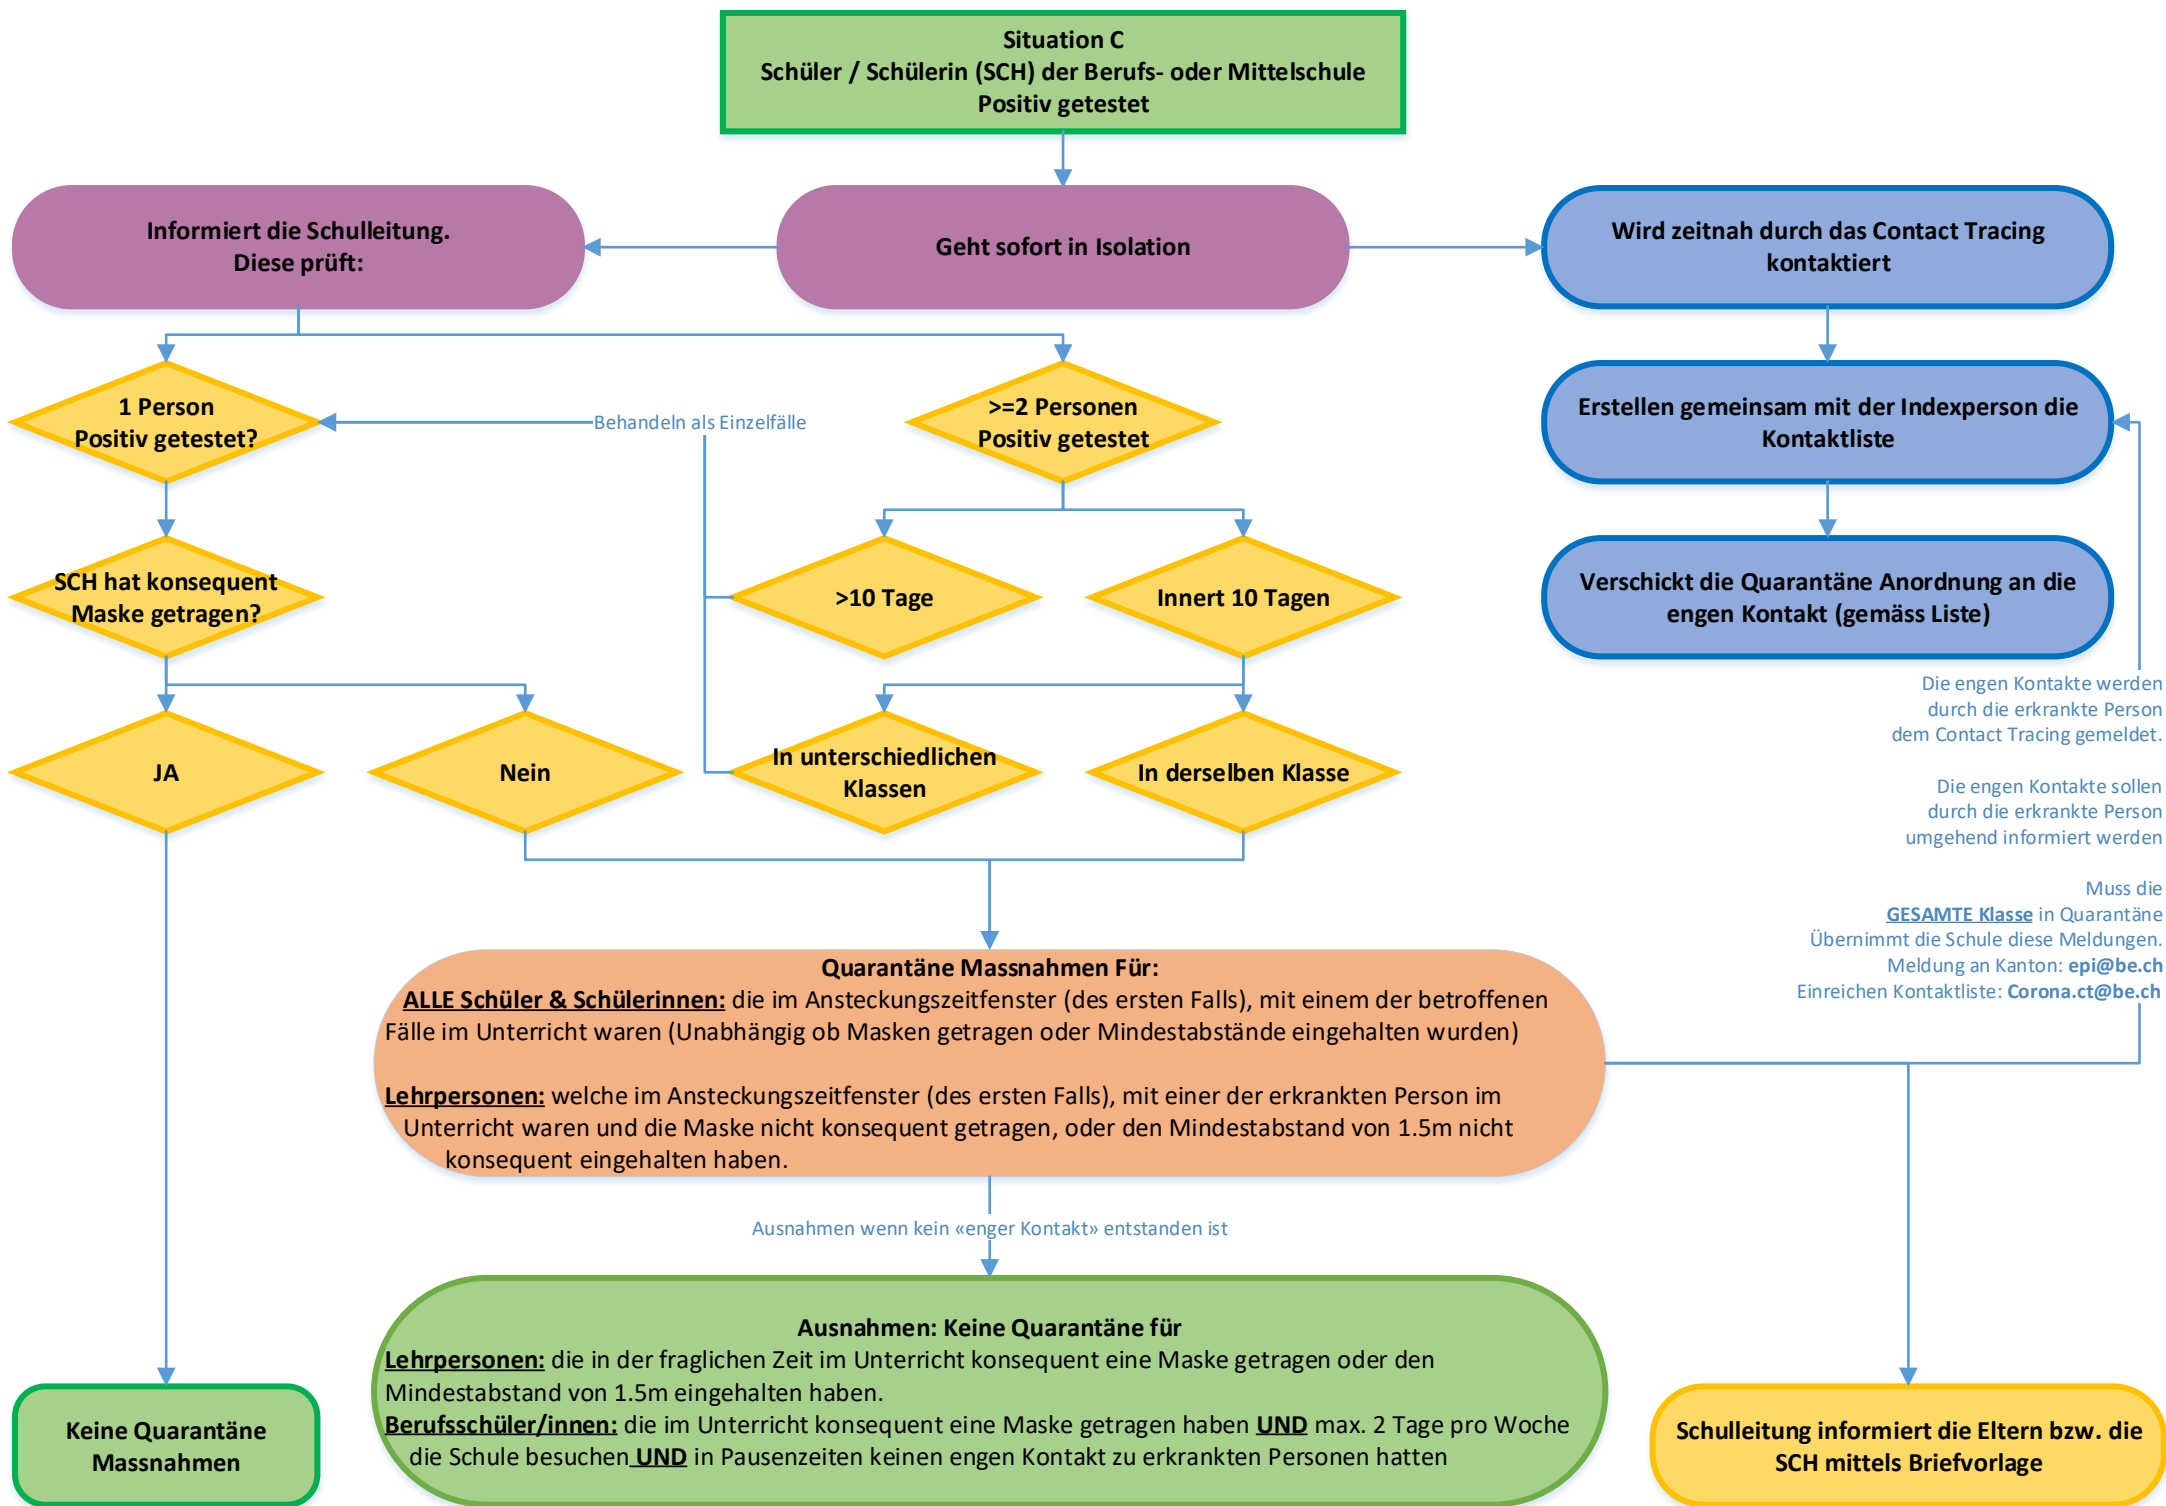 Situation C
Schüler / Schülerin (SCH) der Berufs- oder Mittelschule
Positiv getestet
Informiert die Schulleitung.
Diese prüft:
Geht sofort in Isolation
Wird zeitnah durch das Contact Tracing
kontaktiert
1 Person
Positiv getestet?
Behandeln als Einzelfälle
>=2 Personen
Positiv getestet
Erstellen gemeinsam mit der Indexperson die
Kontaktliste
SCH hat konsequent
Maske getragen?
>10 Tage
Innert 10 Tagen
Verschickt die Quarantäne Anordnung an die
engen Kontakt (gemäss Liste)
JA
Nein
In unterschiedlichen
Klassen
In derselben Klasse
Die engen Kontakte werden
durch die erkrankte Person
dem Contact Tracing gemeldet.
Die engen Kontakte sollen
durch die erkrankte Person
umgehend informiert werden
Muss die
GESAMTE Klasse in Quarantäne
Übernimmt die Schule diese Meldungen.
Meldung an Kanton: epi@be.ch
Einreichen Kontaktliste: Corona.ct@be.ch
Quarantäne Massnahmen Für:
ALLE Schüler & Schülerinnen: die im Ansteckungszeitfenster (des ersten Falls), mit einem der betroffenen
Fälle im Unterricht waren (Unabhängig ob Masken getragen oder Mindestabstände eingehalten wurden)
Lehrpersonen: welche im Ansteckungszeitfenster (des ersten Falls), mit einer der erkrankten Person im
Unterricht waren und die Maske nicht konsequent getragen, oder den Mindestabstand von 1.5m nicht
konsequent eingehalten haben.
Ausnahmen wenn kein «enger Kontakt» entstanden ist
Ausnahmen: Keine Quarantäne für
Lehrpersonen: die in der fraglichen Zeit im Unterricht konsequent eine Maske getragen oder den
Mindestabstand von 1.5m eingehalten haben.
Berufsschüler/innen: die im Unterricht konsequent eine Maske getragen haben UND max. 2 Tage pro Woche
die Schule besuchen UND in Pausenzeiten keinen engen Kontakt zu erkrankten Personen hatten
Keine Quarantäne
Massnahmen
Schulleitung informiert die Eltern bzw. die
SCH mittels Briefvorlage